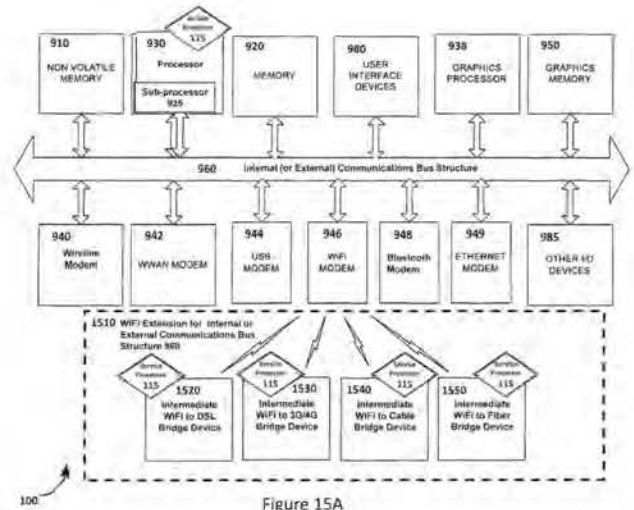 Service
Processor
115
910
NON VOLATILE
MEMORY
930
Processor
Sub-processor
925
920
MEMORY
980
USER
INTERFACE
DEVICES
938
GRAPHICS
PROCESSOR
950
GRAPHICS
MEMORY
960 Internal (or External) Communications Bus Structure
940
Wireline
Modem
942
WWAN MODEM
944
USB
MODEM
946
WiFi
MODEM
948
Bluetooth
Modem
949
ETHERNET
MODEM
985
OTHER I/O
DEVICES
1510 WiFi Extension for Internal or
External Communications Bus
Structure 960
Service
Processor
115
1520
Intermediate
WiFi to DSL
Bridge Device
Service
Processor
115
1530
Intermediate
WiFi to 3G/4G
Bridge Device
Service
Processor
115
1540
Intermediate
WiFi to Cable
Bridge Device
Service
Processor
115
1550
Intermediate
WiFi to Fiber
Bridge Device
100
Figure 15A